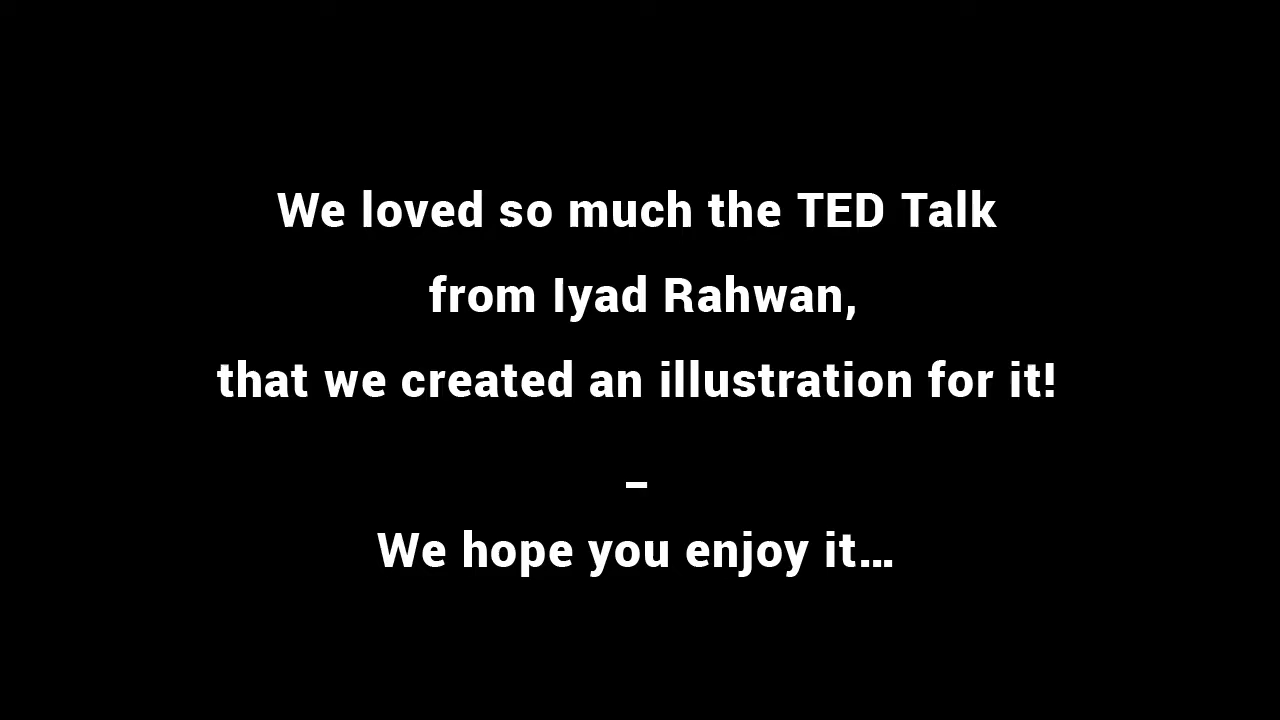 We loved so much the TED Talk
from Iyad Rahwan,
that we created an illustration for it!
–
We hope you enjoy it...